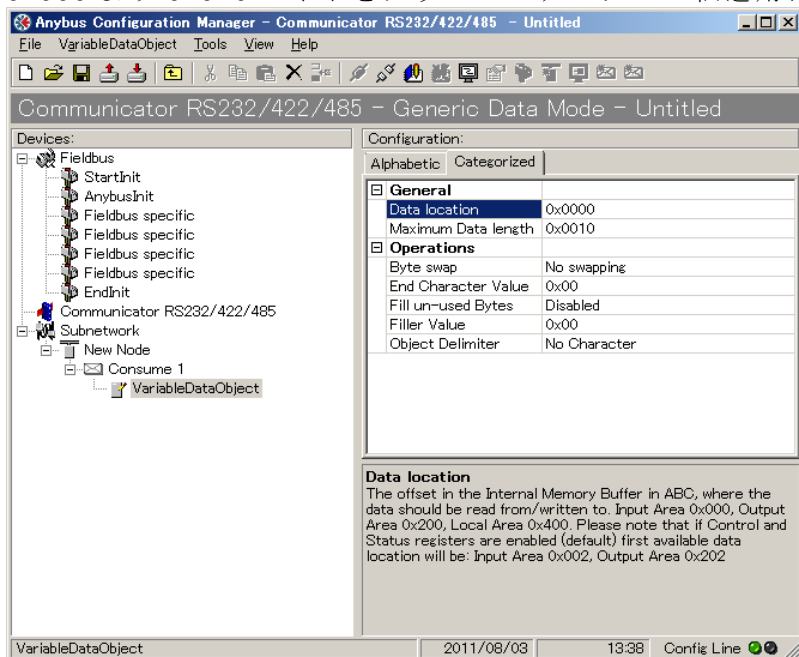 Anybus Configuration Manager - Communicator RS232/422/485 - Untitled
File VariableDataObject Tools View Help
Communicator RS232/422/485 - Generic Data Mode - Untitled
Devices:
Fieldbus
StartInit
AnybusInit
Fieldbus specific
Fieldbus specific
Fieldbus specific
Fieldbus specific
EndInit
Communicator RS232/422/485
Subnetwork
New Node
Consume 1
VariableDataObject
Configuration:
Alphabetic Categorized
General
Data location 0x0000
Maximum Data length 0x0010
Operations
Byte swap No swapping
End Character Value 0x00
Fill un-used Bytes Disabled
Filler Value 0x00
Object Delimiter No Character
Data location
The offset in the Internal Memory Buffer in ABC, where the
data should be read from/written to. Input Area 0x000, Output
Area 0x200, Local Area 0x400. Please note that if Control and
Status registers are enabled (default) first available data
location will be: Input Area 0x002, Output Area 0x202
VariableDataObject 2011/08/03 13:38 Config Line